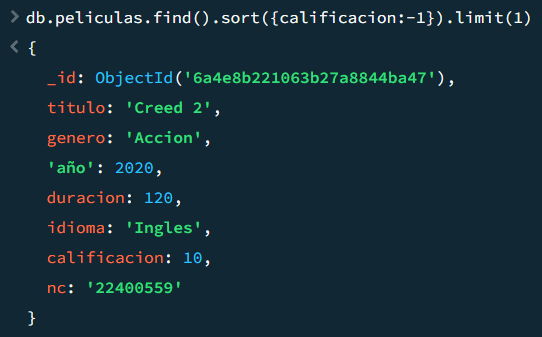 > db.peliculas.find().sort({calificacion:-1}).limit(1)
< {
_id: ObjectId('6a4e8b221063b27a8844ba47'),
titulo: 'Creed 2',
genero: 'Accion',
'año': 2020,
duracion: 120,
idioma: 'Ingles',
calificacion: 10,
nc: '22400559'
}